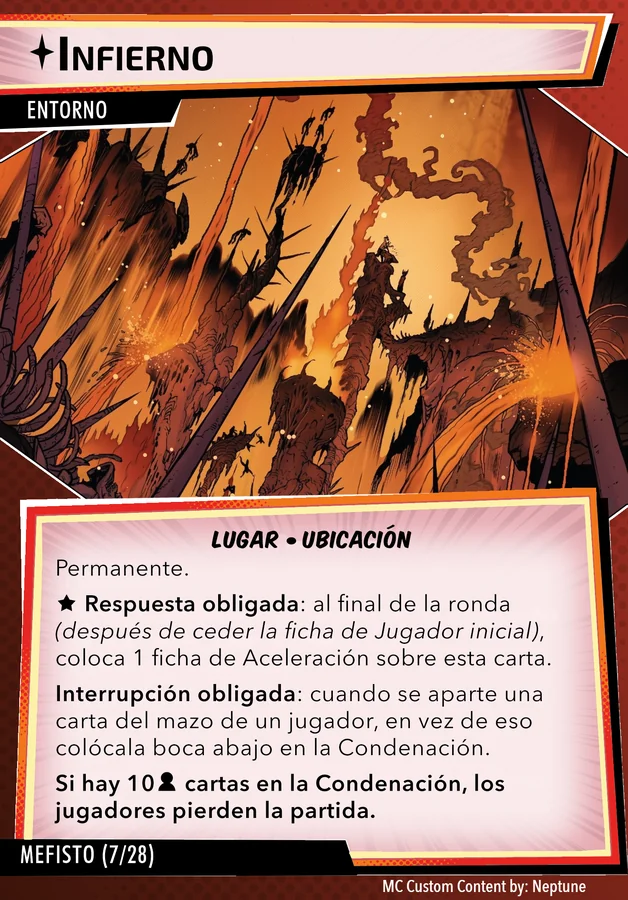 INFIERNO
ENTORNO
LUGAR • UBICACIÓN
Permanente.
★ Respuesta obligada: al final de la ronda
(después de ceder la ficha de Jugador inicial),
coloca 1 ficha de Aceleración sobre esta carta.
Interrupción obligada: cuando se aparte una
carta del mazo de un jugador, en vez de eso
colócala boca abajo en la Condenación.
Si hay 10 cartas en la Condenación, los
jugadores pierden la partida.
MEFISTO (7/28)
MC Custom Content by: Neptune